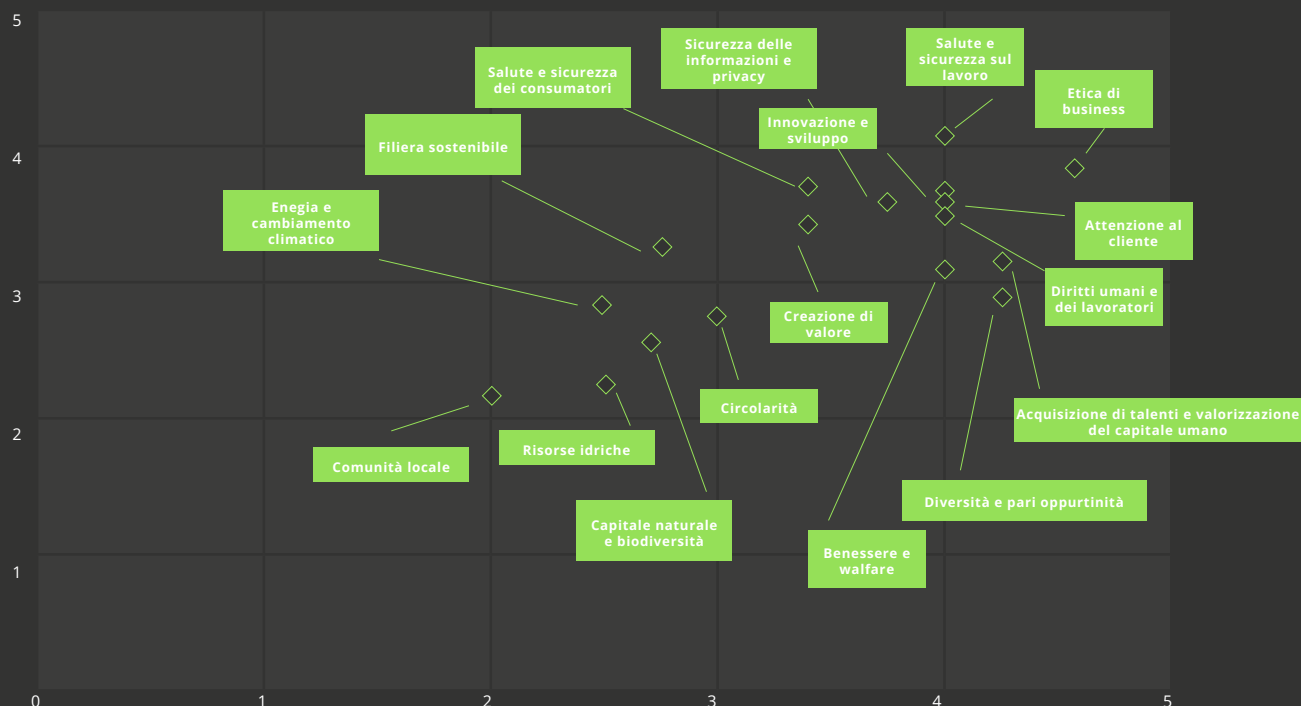 5
Sicurezza delle
informazioni e
privacy
Salute e
sicurezza sul
lavoro
Salute e sicurezza
dei consumatori
Etica di
business
Innovazione e
sviluppo
Filiera sostenibile
4
Enegia e
cambiamento
climatico
Attenzione al
cliente
3
Diritti umani e
dei lavoratori
Creazione di
valore
Circolarità
Acquisizione di talenti e valorizzazione
del capitale umano
2
Risorse idriche
Comunità locale
Diversità e pari oppurtinità
Capitale naturale
e biodiversità
Benessere e
walfare
1
0 1 2 3 4 5